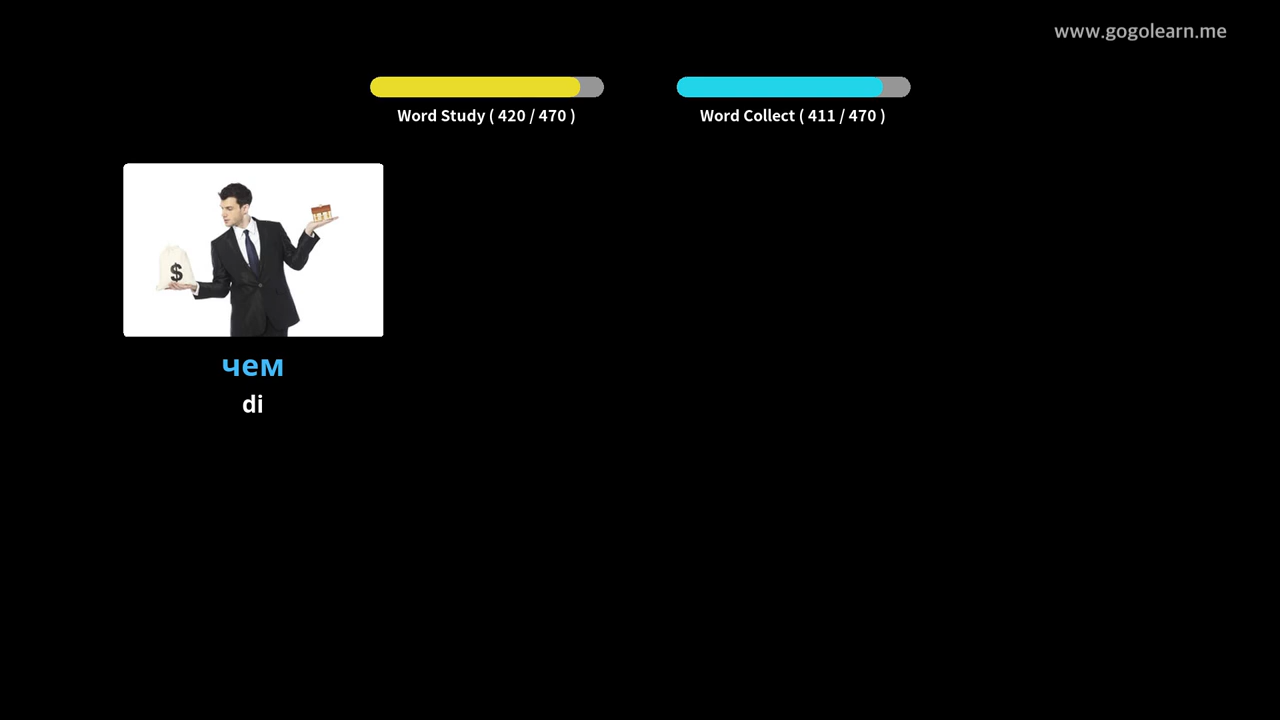 www.gogolearn.me
Word Study ( 420 / 470 )
Word Collect ( 411 / 470 )
$
чем
di